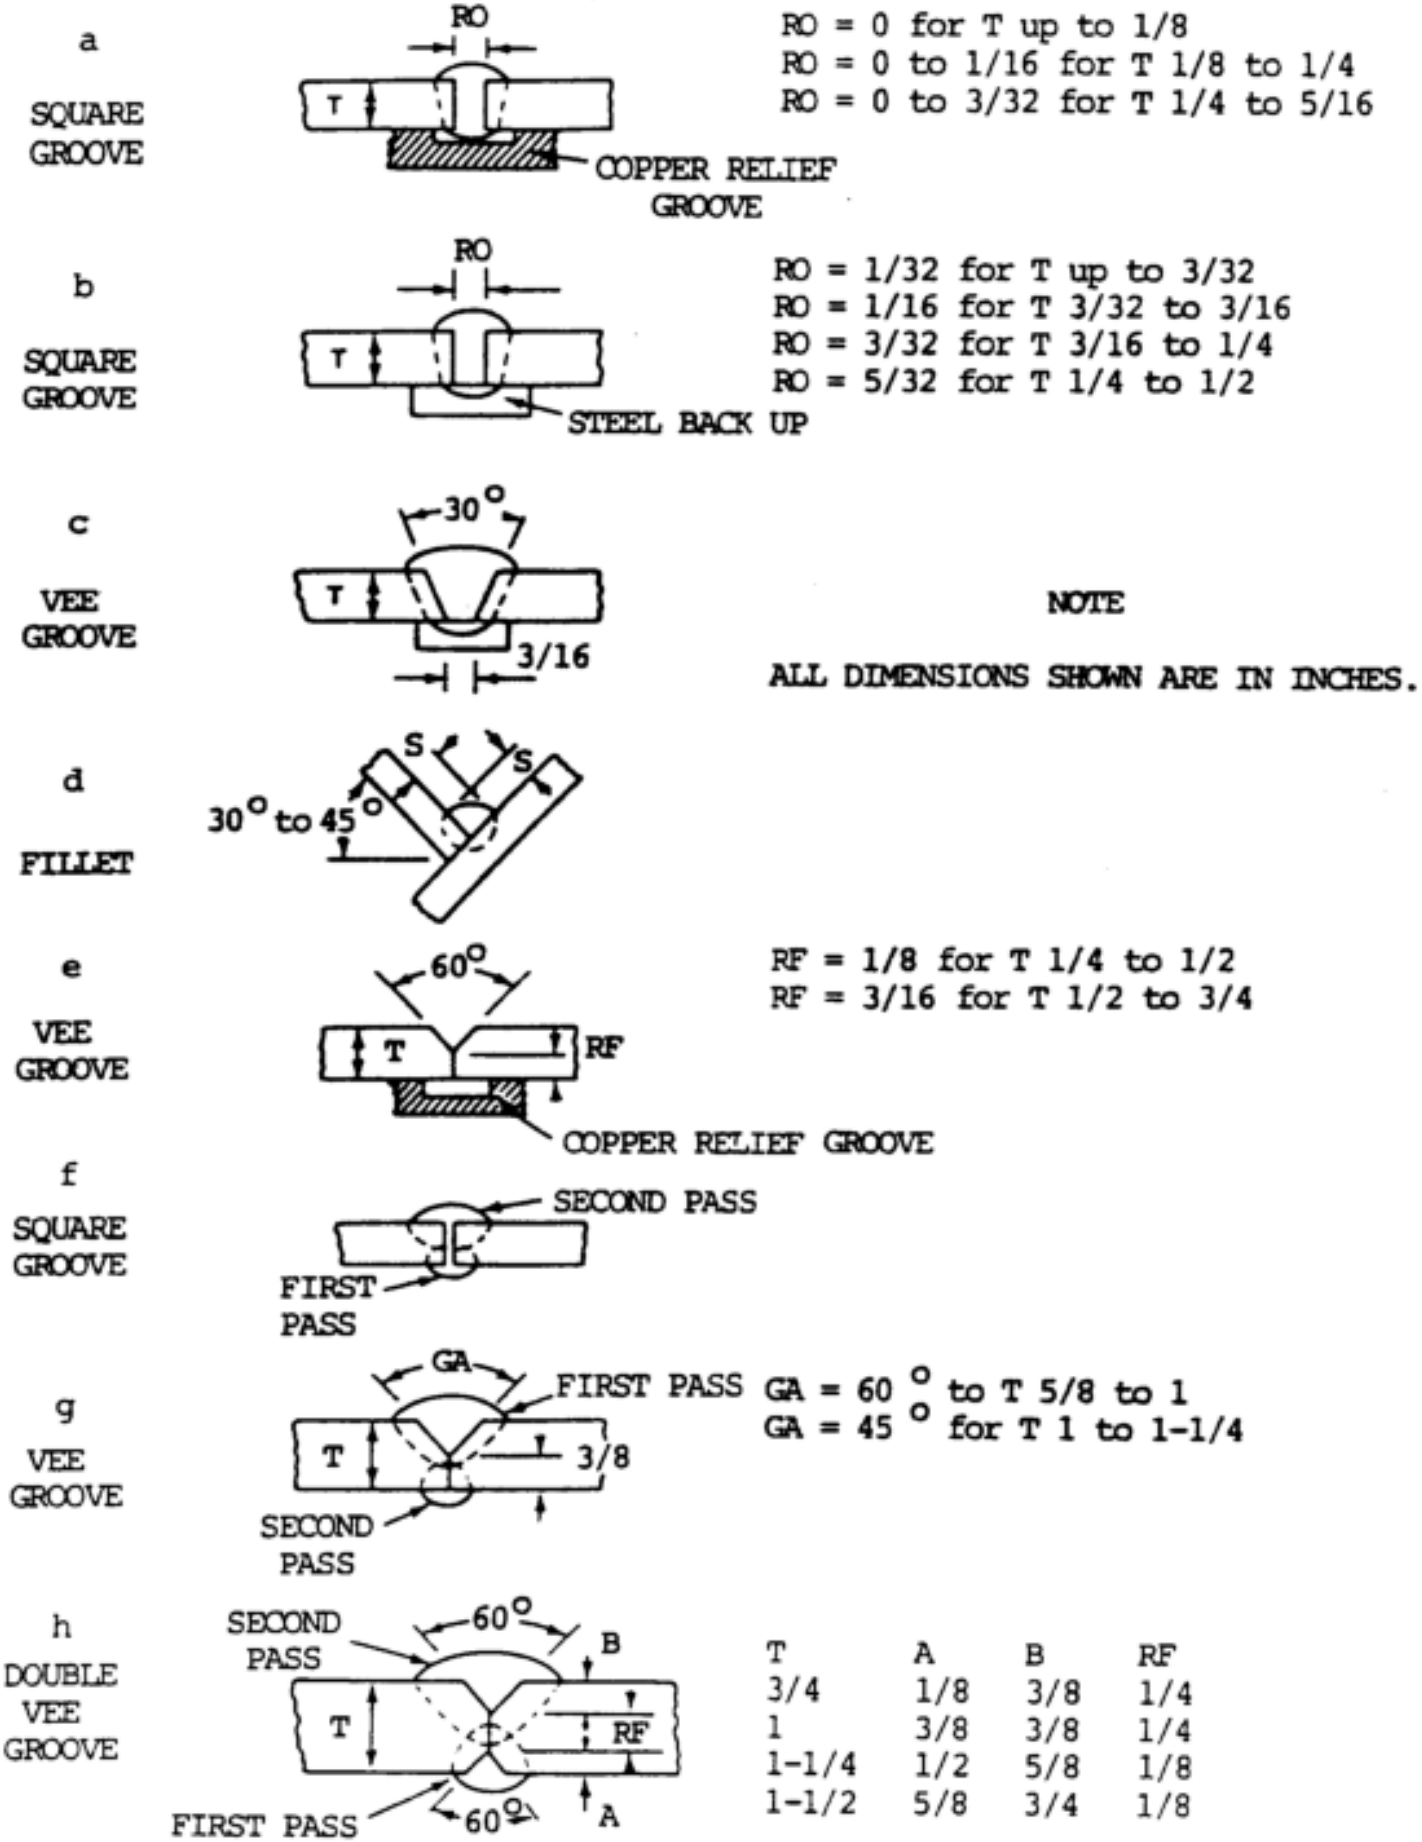 a
SQUARE
GROOVE
RO
T
COPPER RELIEF
GROOVE
RO = 0 for T up to 1/8
RO = 0 to 1/16 for T 1/8 to 1/4
RO = 0 to 3/32 for T 1/4 to 5/16
b
SQUARE
GROOVE
RO
T
STEEL BACK UP
RO = 1/32 for T up to 3/32
RO = 1/16 for T 3/32 to 3/16
RO = 3/32 for T 3/16 to 1/4
RO = 5/32 for T 1/4 to 1/2
c
VEE
GROOVE
30°
T
3/16
NOTE
ALL DIMENSIONS SHOWN ARE IN INCHES.
d
FILLET
S
S
30° to 45°
e
VEE
GROOVE
60°
T
RF
COPPER RELIEF GROOVE
RF = 1/8 for T 1/4 to 1/2
RF = 3/16 for T 1/2 to 3/4
f
SQUARE
GROOVE
SECOND PASS
FIRST
PASS
g
VEE
GROOVE
GA
FIRST PASS
T
3/8
SECOND
PASS
GA = 60 ° to T 5/8 to 1
GA = 45 ° for T 1 to 1-1/4
h
DOUBLE
VEE
GROOVE
SECOND
PASS
60°
B
T
RF
FIRST PASS
60°
A
T A B RF
3/4 1/8 3/8 1/4
1 3/8 3/8 1/4
1-1/4 1/2 5/8 1/8
1-1/2 5/8 3/4 1/8